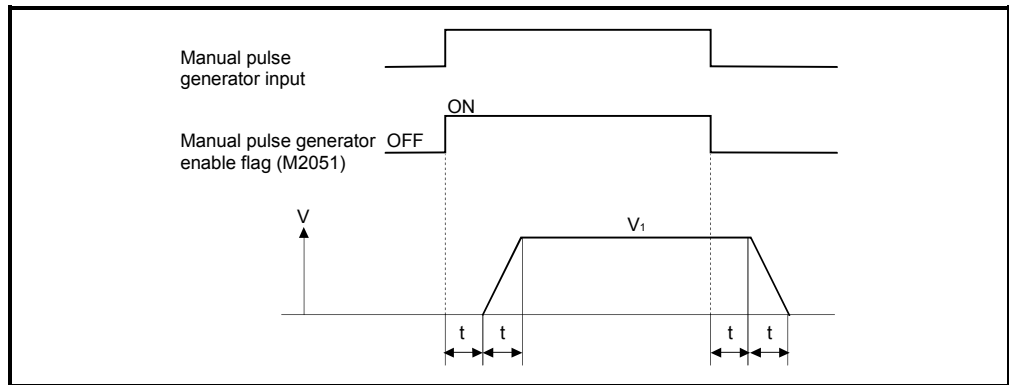 Manual pulse
generator input
ON
Manual pulse generator OFF
enable flag (M2051)
V
V₁
t t t t